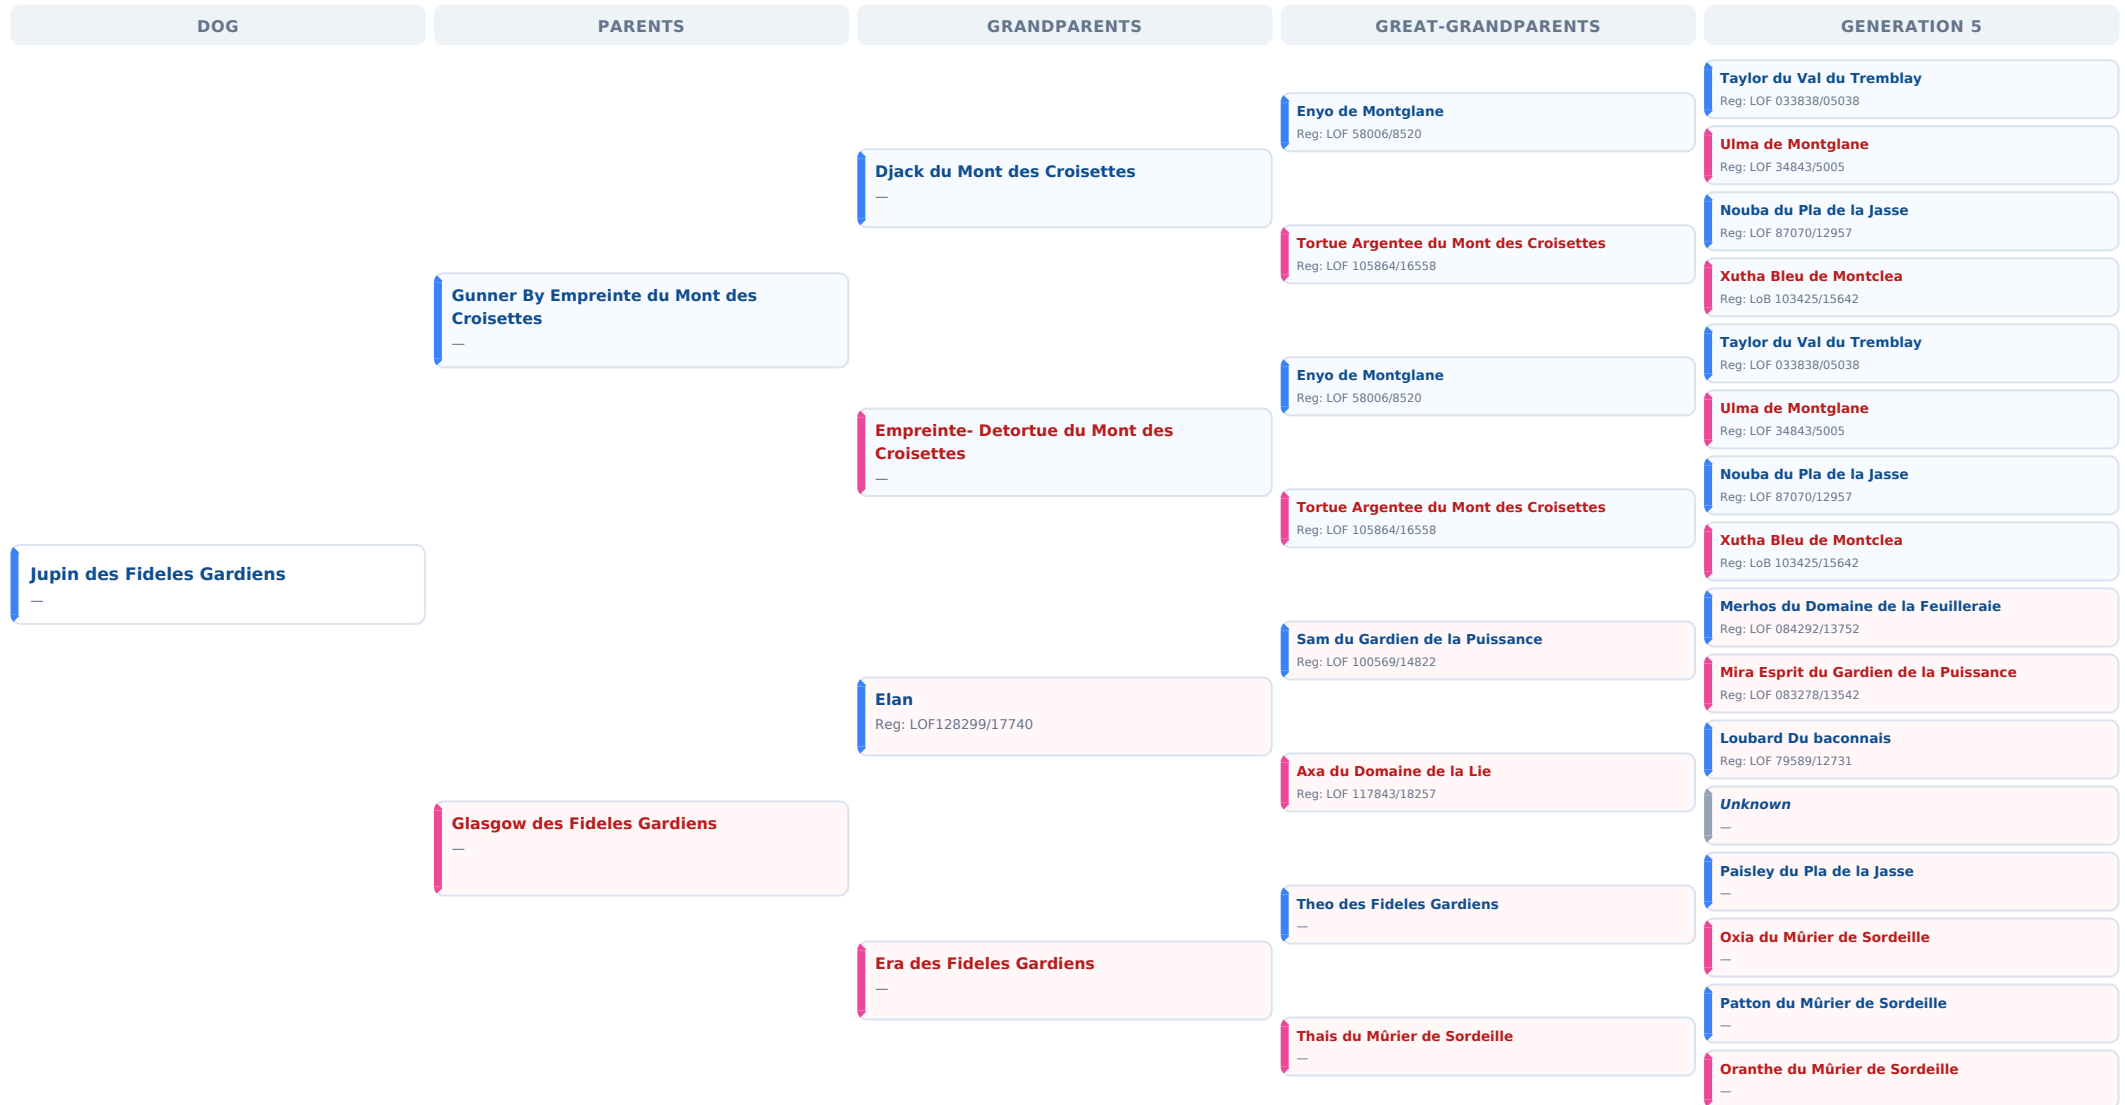 DOG
PARENTS
GRANDPARENTS
GREAT-GRANDPARENTS
GENERATION 5
Jupin des Fideles Gardiens
—
Gunner By Empreinte du Mont des
Croisettes
—
Glasgow des Fideles Gardiens
—
Djack du Mont des Croisettes
—
Empreinte- Detortue du Mont des
Croisettes
—
Elan
Reg: LOF128299/17740
Era des Fideles Gardiens
—
Enyo de Montglane
Reg: LOF 58006/8520
Tortue Argentee du Mont des Croisettes
Reg: LOF 105864/16558
Enyo de Montglane
Reg: LOF 58006/8520
Tortue Argentee du Mont des Croisettes
Reg: LOF 105864/16558
Sam du Gardien de la Puissance
Reg: LOF 100569/14822
Axa du Domaine de la Lie
Reg: LOF 117843/18257
Theo des Fideles Gardiens
—
Thais du Mûrier de Sordeille
—
Taylor du Val du Tremblay
Reg: LOF 033838/05038
Ulma de Montglane
Reg: LOF 34843/5005
Nouba du Pla de la Jasse
Reg: LOF 87070/12957
Xutha Bleu de Montclea
Reg: LoB 103425/15642
Taylor du Val du Tremblay
Reg: LOF 033838/05038
Ulma de Montglane
Reg: LOF 34843/5005
Nouba du Pla de la Jasse
Reg: LOF 87070/12957
Xutha Bleu de Montclea
Reg: LoB 103425/15642
Merhos du Domaine de la Feuilleraie
Reg: LOF 084292/13752
Mira Esprit du Gardien de la Puissance
Reg: LOF 083278/13542
Loubard Du baconnais
Reg: LOF 79589/12731
Unknown
—
Paisley du Pla de la Jasse
—
Oxia du Mûrier de Sordeille
—
Patton du Mûrier de Sordeille
—
Oranthe du Mûrier de Sordeille
—